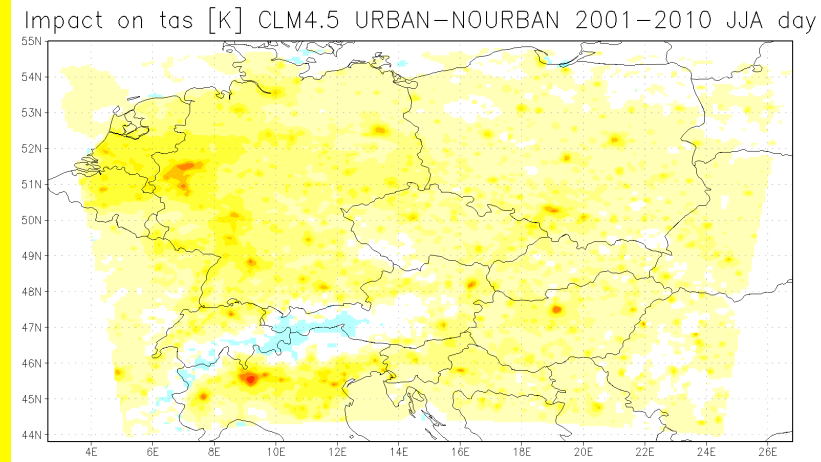 Impact on tas [K] CLM4.5 URBAN−NOURBAN 2001−2010 JJA day
55N
54N
53N
52N
51N
50N
49N
48N
47N
46N
45N
44N
4E 6E 8E 10E 12E 14E 16E 18E 20E 22E 24E 26E